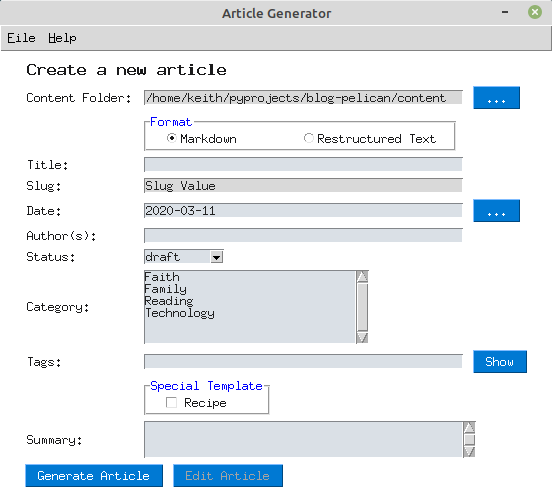 Article Generator
File Help
Create a new article
Content Folder: /home/keith/pyprojects/blog-pelican/content ...
Format
Markdown Restructured Text
Title:
Slug: Slug Value
Date: 2020-03-11 ...
Author(s):
Status: draft
Faith
Family
Reading
Category:
Technology
Tags: Show
Special Template
Recipe
Summary:
Generate Article Edit Article